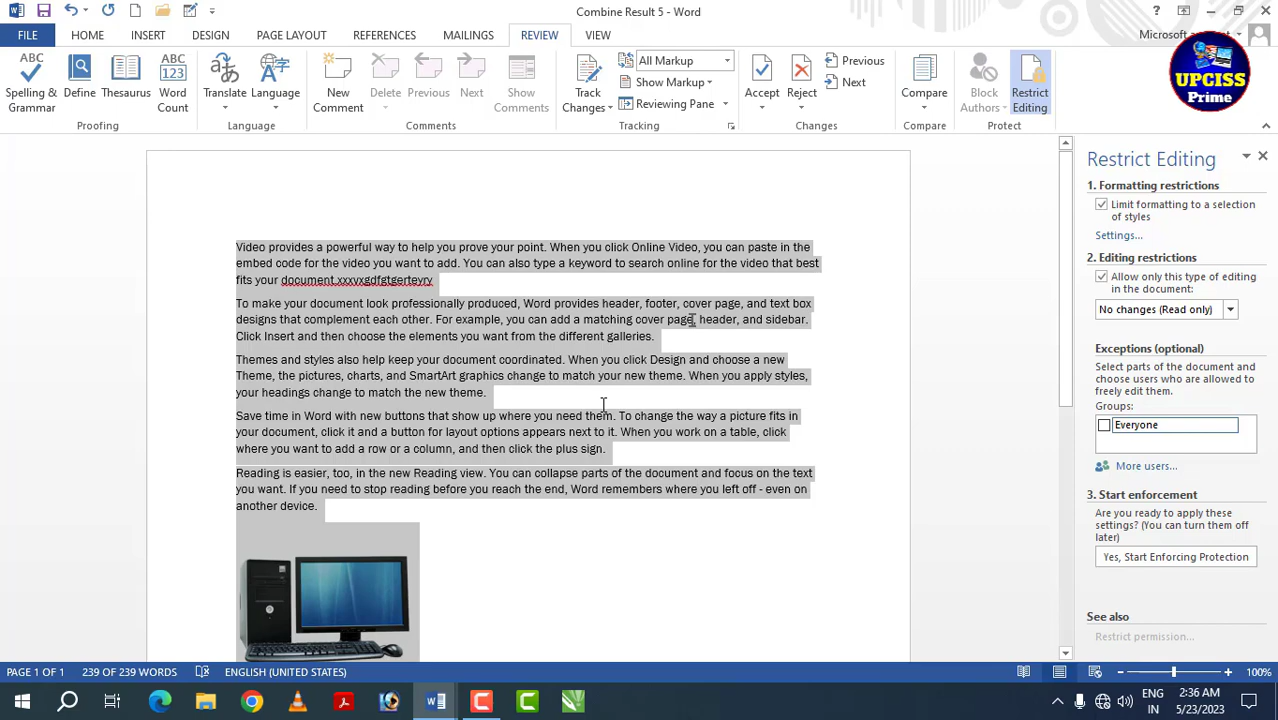 Combine Result 5 - Word
FILE
HOME
INSERT
DESIGN
PAGE LAYOUT
REFERENCES
MAILINGS
REVIEW
VIEW
UPCISS
Prime
ABC
Spelling &
Grammar
Define
Thesaurus
ABC
123
Word
Count
Proofing
Translate
Language
Language
New
Comment
Delete
Previous
Next
Show
Comments
Comments
Track
Changes
All Markup
Show Markup
Reviewing Pane
Tracking
Accept
Reject
Previous
Next
Changes
Compare
Compare
Block
Authors
Restrict
Editing
Protect
Video provides a powerful way to help you prove your point. When you click Online Video, you can paste in the
embed code for the video you want to add. You can also type a keyword to search online for the video that best
fits your document.xxxvxgdfgtgerteyry
To make your document look professionally produced, Word provides header, footer, cover page, and text box
designs that complement each other. For example, you can add a matching cover page, header, and sidebar.
Click Insert and then choose the elements you want from the different galleries.
Themes and styles also help keep your document coordinated. When you click Design and choose a new
Theme, the pictures, charts, and SmartArt graphics change to match your new theme. When you apply styles,
your headings change to match the new theme.
Save time in Word with new buttons that show up where you need them. To change the way a picture fits in
your document, click it and a button for layout options appears next to it. When you work on a table, click
where you want to add a row or a column, and then click the plus sign.
Reading is easier, too, in the new Reading view. You can collapse parts of the document and focus on the text
you want. If you need to stop reading before you reach the end, Word remembers where you left off - even on
another device.
Restrict Editing
1. Formatting restrictions
Limit formatting to a selection
of styles
Settings...
2. Editing restrictions
Allow only this type of editing
in the document:
No changes (Read only)
Exceptions (optional)
Select parts of the document and
choose users who are allowed to
freely edit them.
Groups:
Everyone
More users...
3. Start enforcement
Are you ready to apply these
settings? (You can turn them off
later)
Yes, Start Enforcing Protection
See also
Restrict permission...
PAGE 1 OF 1
239 OF 239 WORDS
ENGLISH (UNITED STATES)
100%
ENG
IN
2:36 AM
5/23/2023